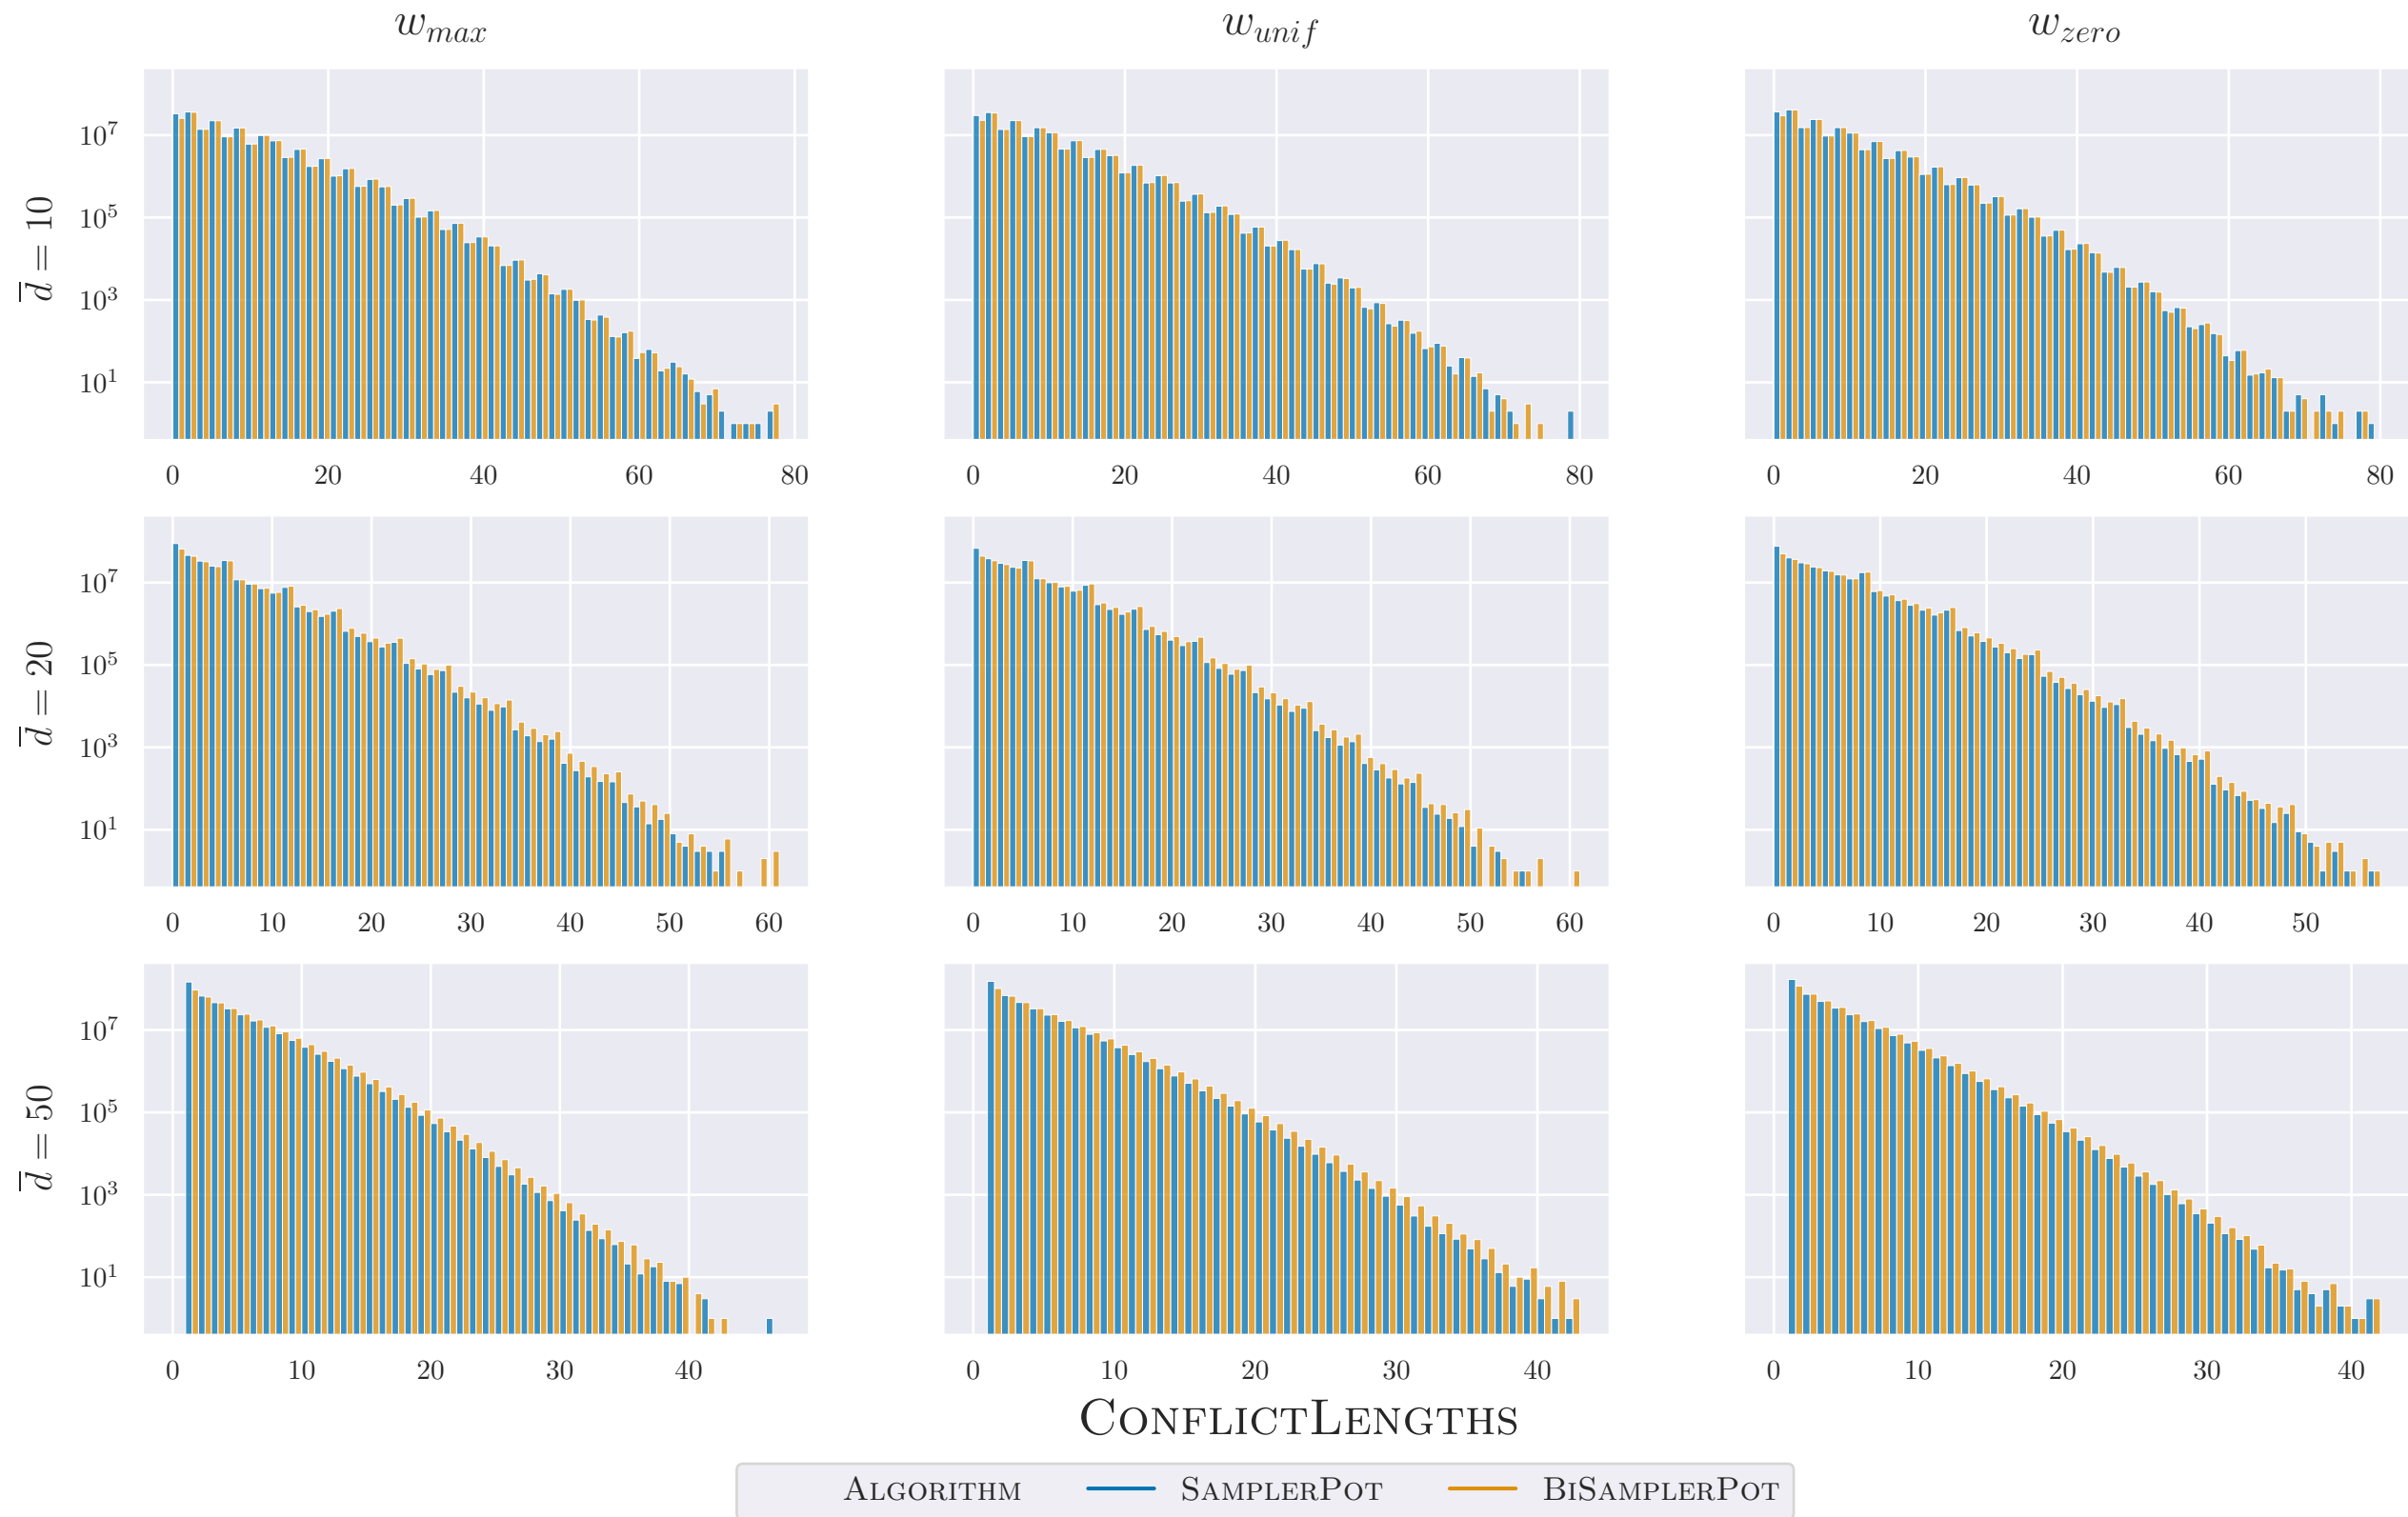 w_max w_unif w_zero
d̅ = 10
10^7
10^5
10^3
10^1
0 20 40 60 80 0 20 40 60 80 0 20 40 60 80
d̅ = 20
10^7
10^5
10^3
10^1
0 10 20 30 40 50 60 0 10 20 30 40 50 60 0 10 20 30 40 50
d̅ = 50
10^7
10^5
10^3
10^1
0 10 20 30 40 0 10 20 30 40 0 10 20 30 40
ConflictLengths
Algorithm SamplerPot BiSamplerPot